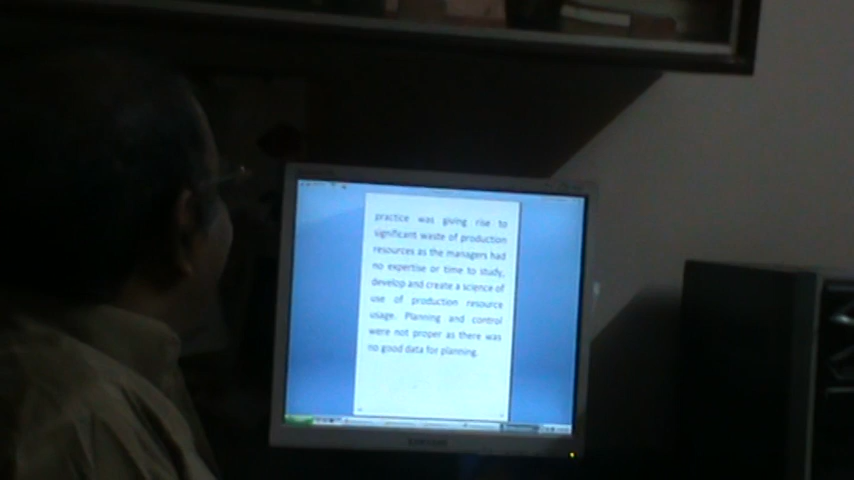 practice was giving rise to
significant waste of production
resources as the managers had
no expertise or time to study,
develop and create a science of
use of production resource
usage. Planning and control
were not proper as there was
no good data for planning.
SAMSUNG